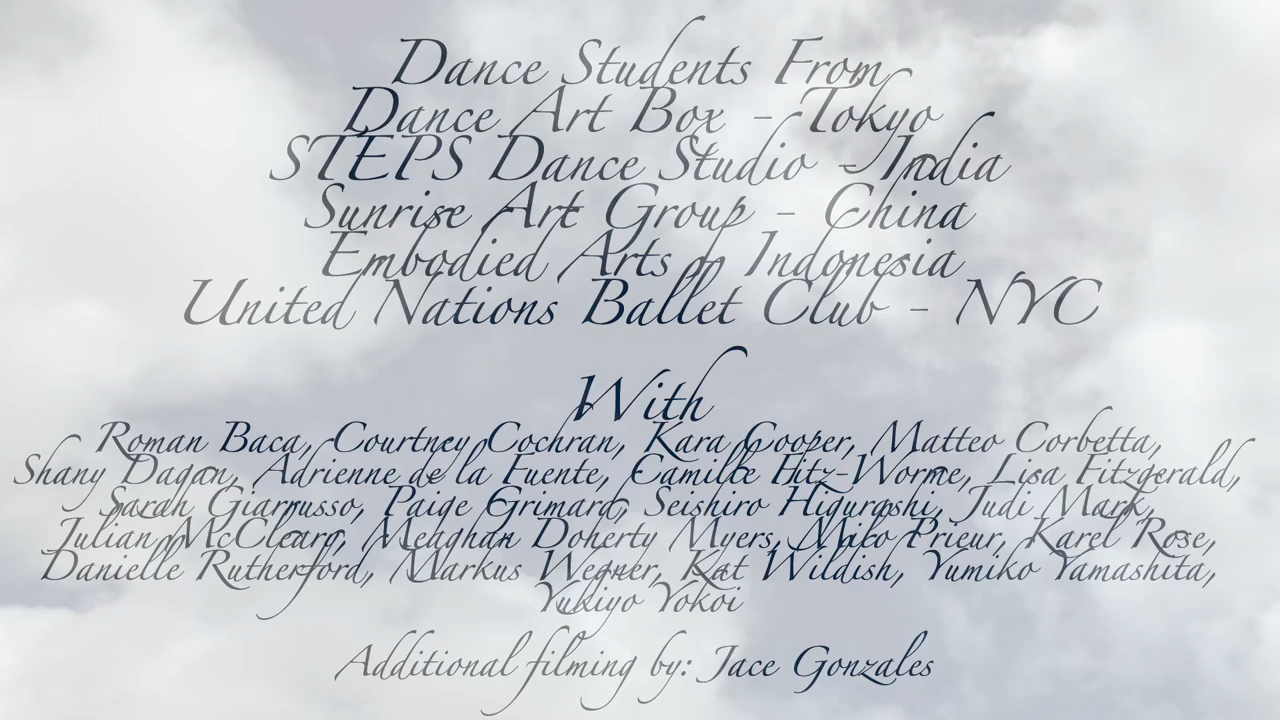 Dance Students From
Dance Art Box - Tokyo
STEPS Dance Studio - India
Sunrise Art Group - China
Embodied Arts - Indonesia
United Nations Ballet Club - NYC
With
Roman Baca, Courtney Cochran, Kara Cooper, Matteo Corbetta,
Shany Dagan, Adrienne de la Fuente, Camille Fitz-Worme, Lisa Fitzgerald,
Sarah Giarrusso, Paige Grimard, Seishiro Higurashi, Judi Mark,
Julian McClearg, Meaghan Doherty Myers, Miko Prieur, Karel Rose,
Danielle Rutherford, Markus Wegner, Kat Wildish, Yumiko Yamashita,
Yukiyo Yokoi
Additional filming by: Jace Gonzales